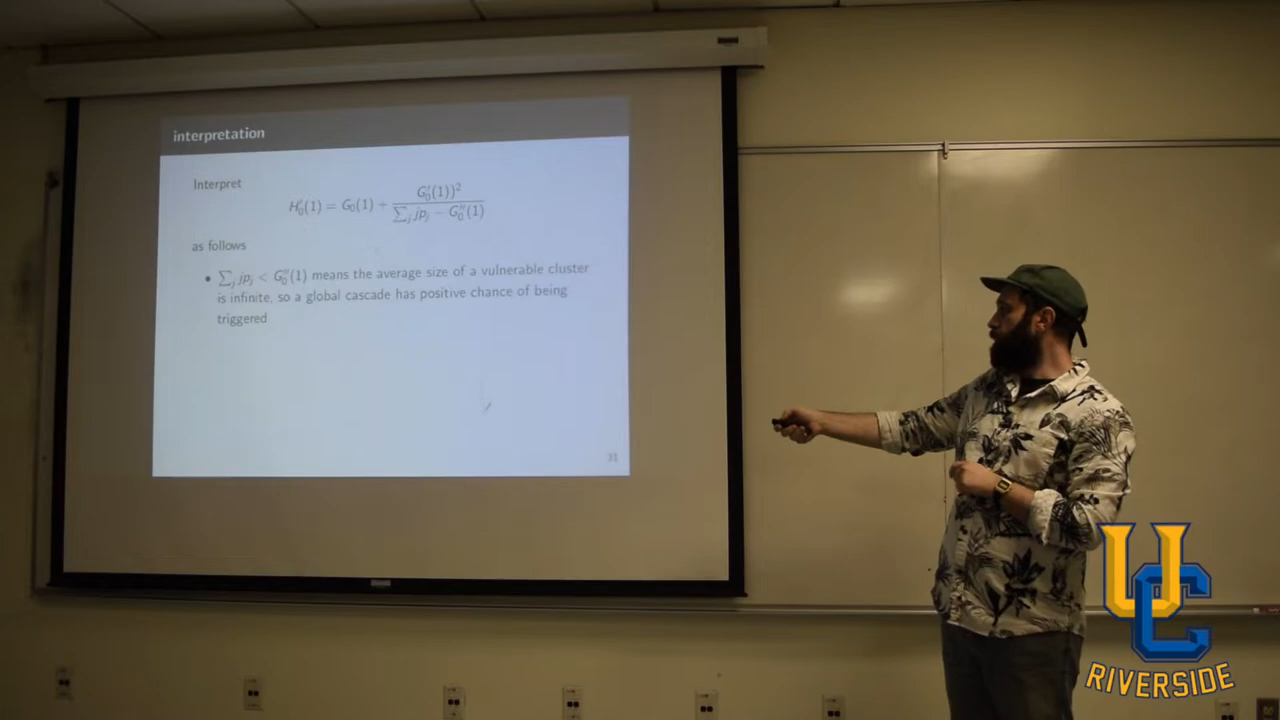 interpretation
Interpret
H₀′(1) = G₀(1) + G₀′(1))² / ∑ⱼ jpⱼ − G₀″(1)
as follows
• ∑ⱼ jpⱼ < G₀″(1) means the average size of a vulnerable cluster
is infinite, so a global cascade has positive chance of being
triggered
31
UC
RIVERSIDE